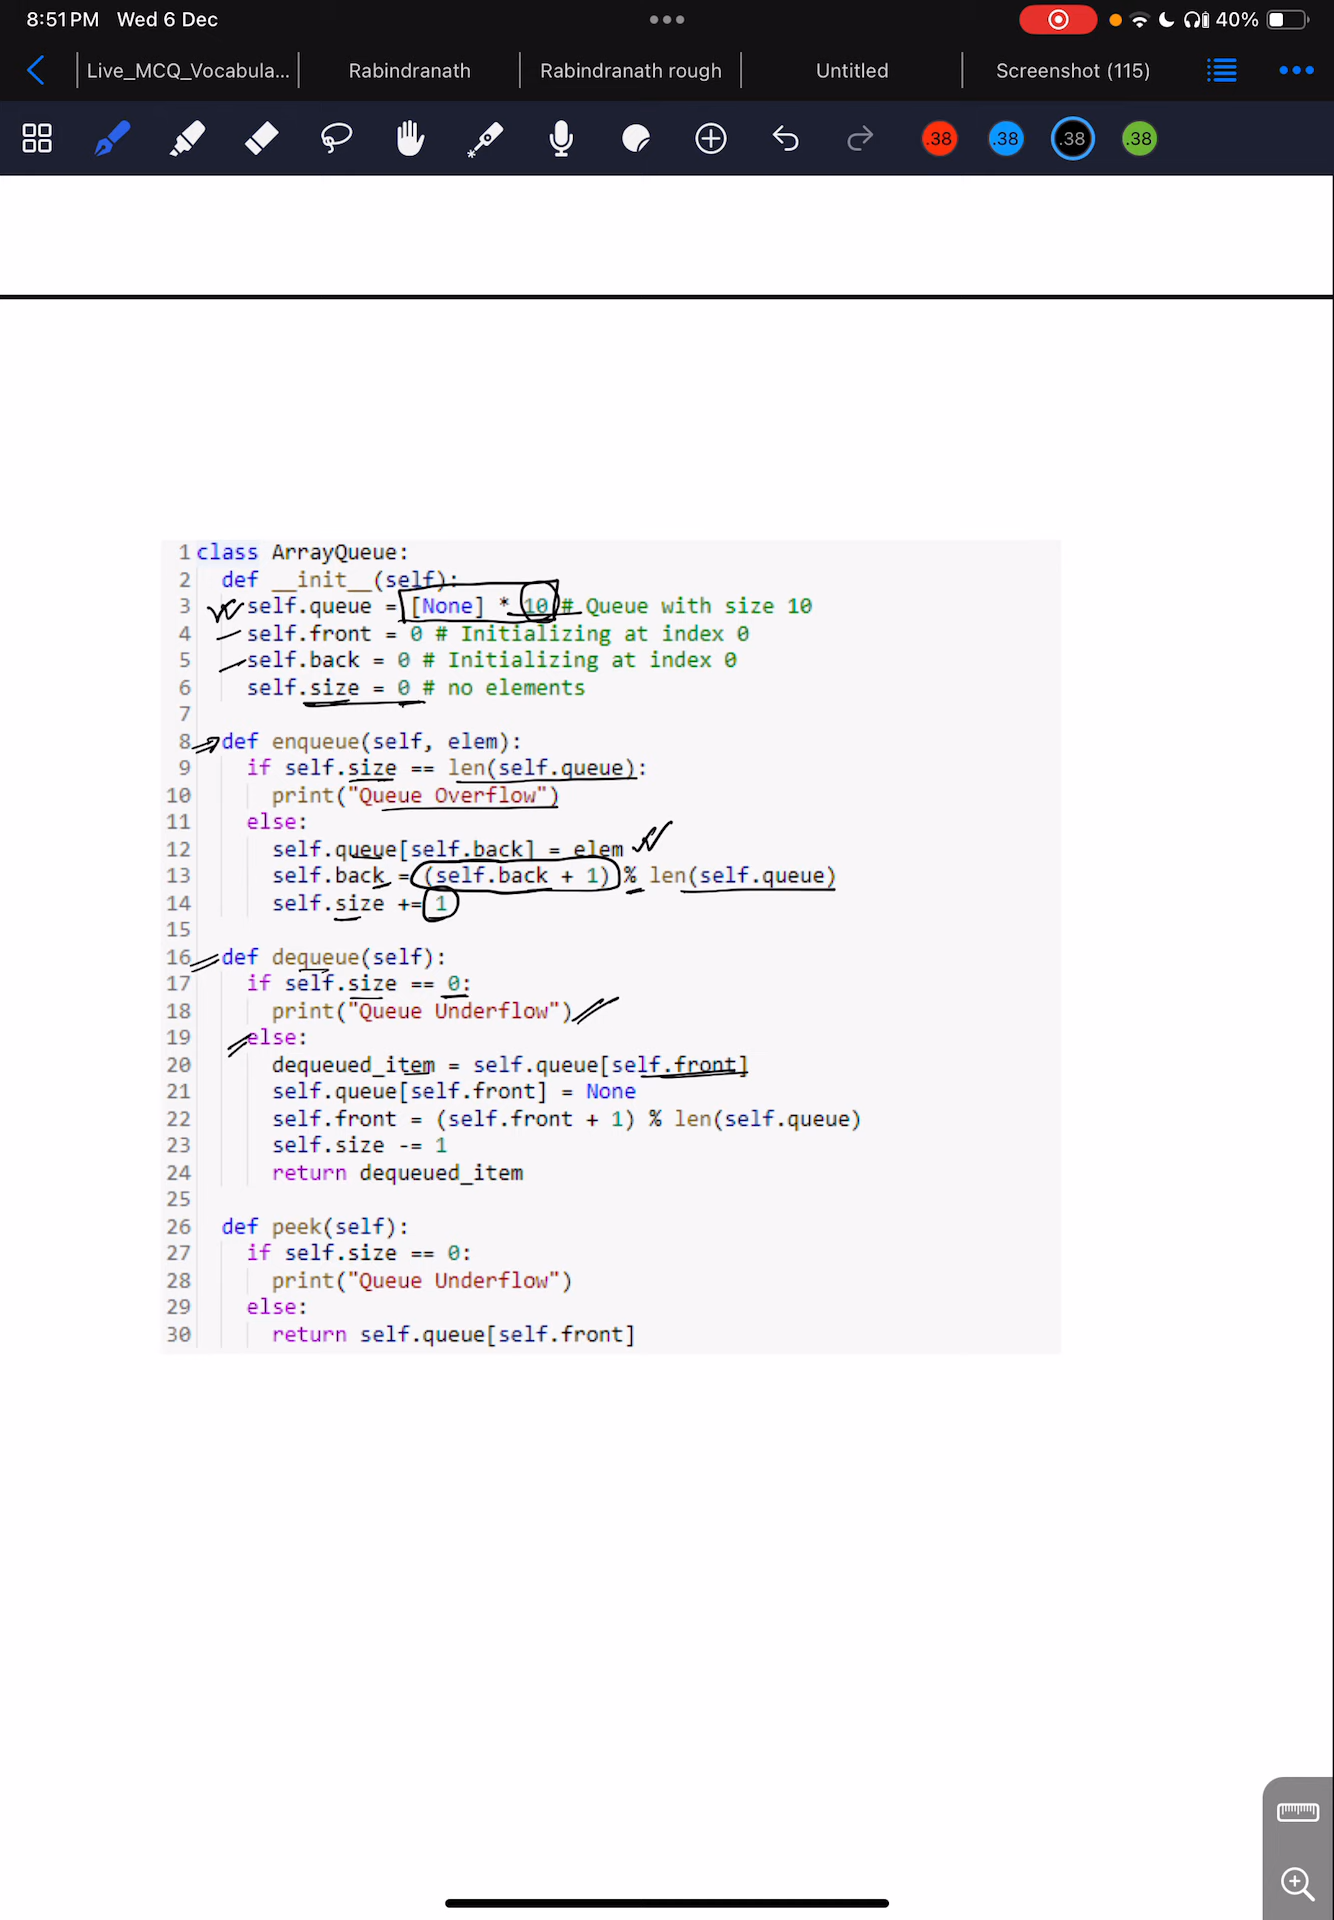 8:51 PM Wed 6 Dec
40%
Live_MCQ_Vocabula... Rabindranath Rabindranath rough Untitled Screenshot (115)
.38 .38 .38 .38
1 class ArrayQueue:
2 def __init__(self):
3 self.queue = [None] * 10 # Queue with size 10
4 self.front = 0 # Initializing at index 0
5 self.back = 0 # Initializing at index 0
6 self.size = 0 # no elements
7
8 def enqueue(self, elem):
9 if self.size == len(self.queue):
10 print("Queue Overflow")
11 else:
12 self.queue[self.back] = elem
13 self.back = (self.back + 1) % len(self.queue)
14 self.size += 1
15
16 def dequeue(self):
17 if self.size == 0:
18 print("Queue Underflow")
19 else:
20 dequeued_item = self.queue[self.front]
21 self.queue[self.front] = None
22 self.front = (self.front + 1) % len(self.queue)
23 self.size -= 1
24 return dequeued_item
25
26 def peek(self):
27 if self.size == 0:
28 print("Queue Underflow")
29 else:
30 return self.queue[self.front]